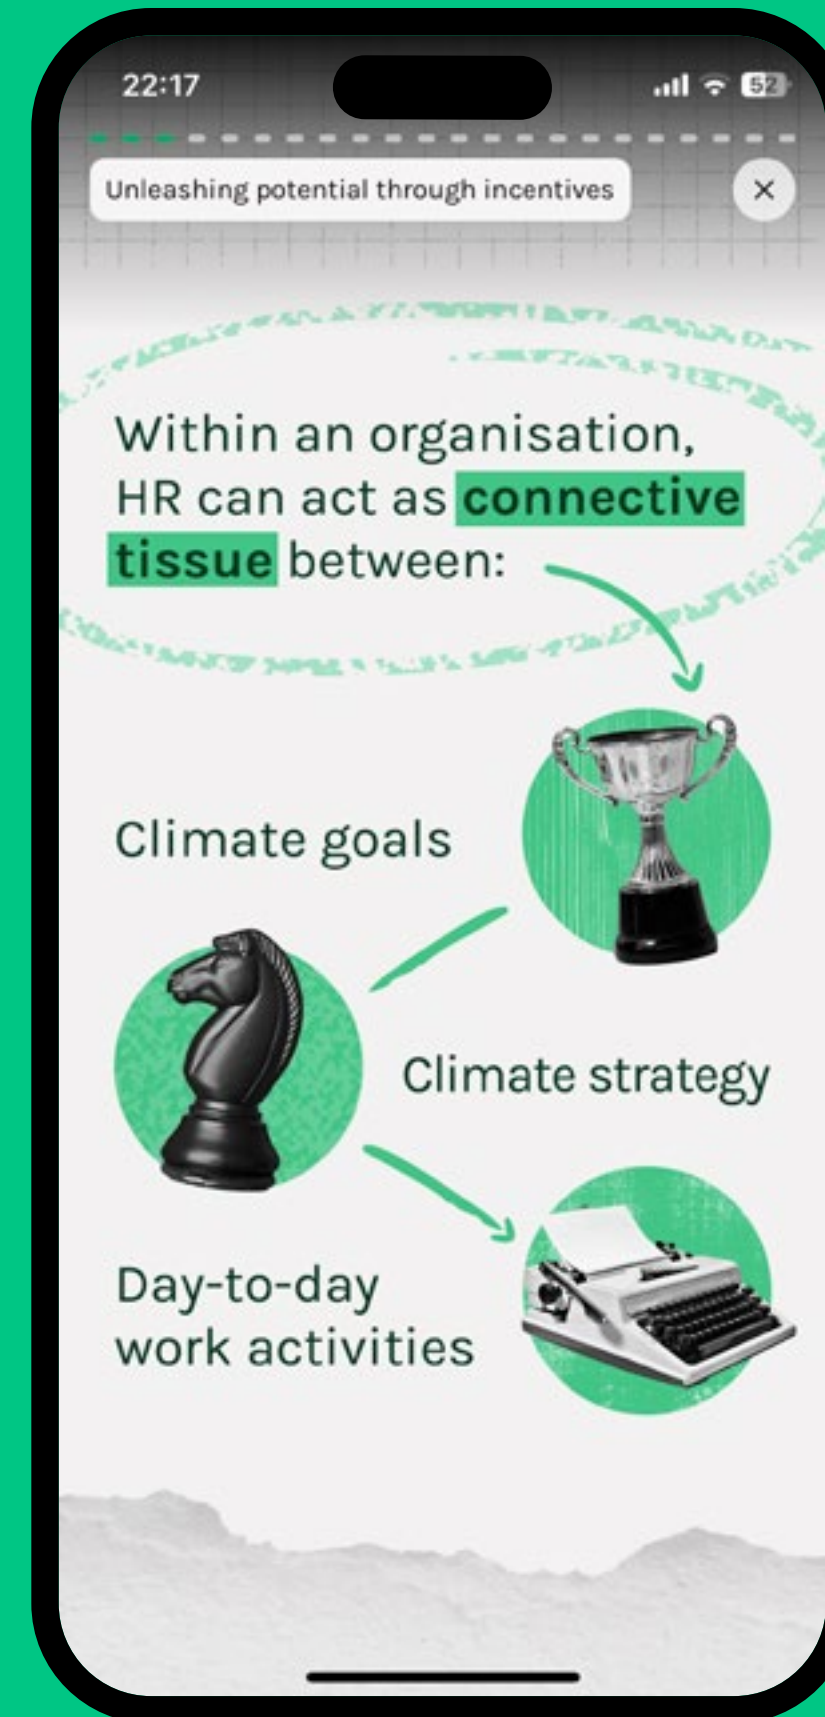 22:17
52
Unleashing potential through incentives
Within an organisation,
HR can act as connective
tissue between:
Climate goals
Climate strategy
Day-to-day
work activities